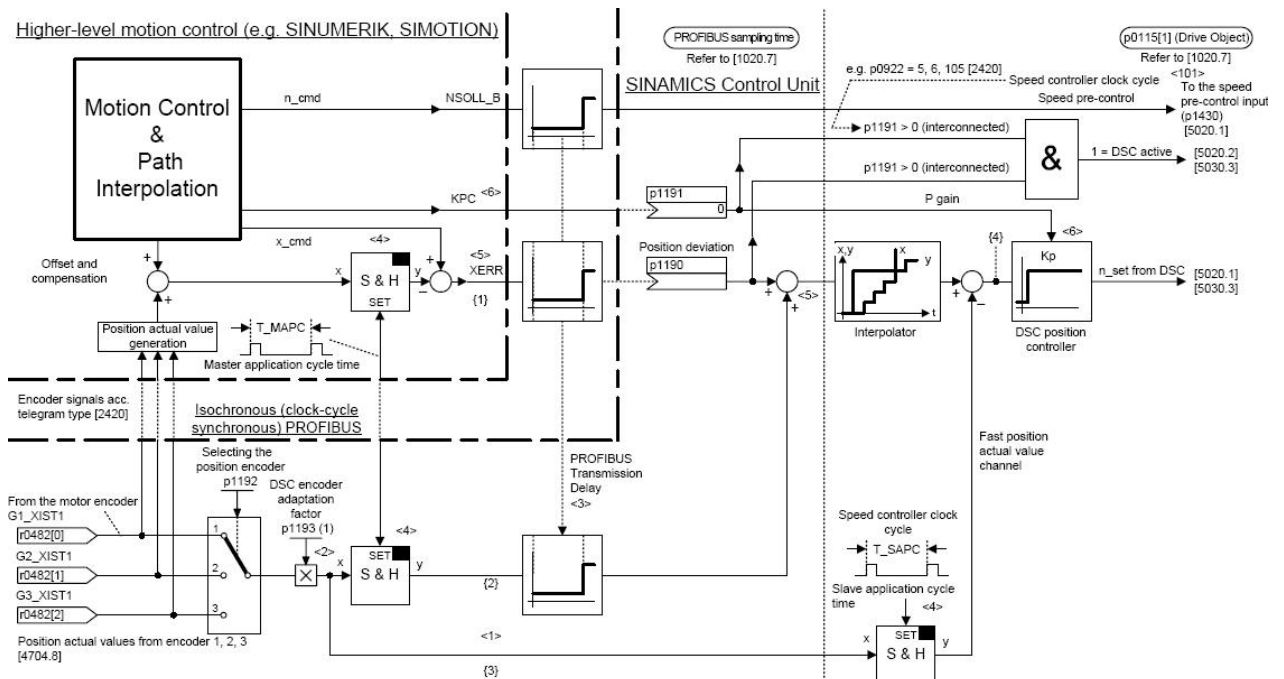 Higher-level motion control (e.g. SINUMERIK, SIMOTION)
PROFIBUS sampling time
Refer to [1020.7]
p0115[1] (Drive Object)
Refer to [1020.7]
<101>
Motion Control
&
Path
Interpolation
n_cmd
NSOLL_B
SINAMICS Control Unit
e.g. p0922 = 5, 6, 105 [2420]
Speed controller clock cycle
Speed pre-control
To the speed
pre-control input
(p1430)
[5020.1]
p1191 > 0 (interconnected)
p1191 > 0 (interconnected)
&
1 = DSC active
[5020.2]
[5030.3]
KPC
<6>
p1191
0
P gain
x_cmd
<4>
<5>
XERR
{1}
Position deviation
p1190
<5>
{4}
<6>
Offset and
compensation
+
+
x
S & H
y
SET
+
−
+
+
x,y
x
y
t
Interpolator
+
−
Kp
DSC position
controller
n_set from DSC
[5020.1]
[5030.3]
Position actual value
generation
T_MAPC
Master application cycle time
Encoder signals acc.
telegram type [2420]
Isochronous (clock-cycle
synchronous) PROFIBUS
Selecting the
position encoder
p1192
DSC encoder
adaptation
factor
p1193 (1)
PROFIBUS
Transmission
Delay
<3>
Fast position
actual value
channel
From the motor encoder
G1_XIST1
r0482[0]
G2_XIST1
r0482[1]
G3_XIST1
r0482[2]
1
2
3
<2>
x
<4>
SET
S & H
y
{2}
Speed controller clock
cycle
T_SAPC
Slave application cycle
time
<4>
Position actual values from encoder 1, 2, 3
[4704.8]
<1>
{3}
x
SET
S & H
y